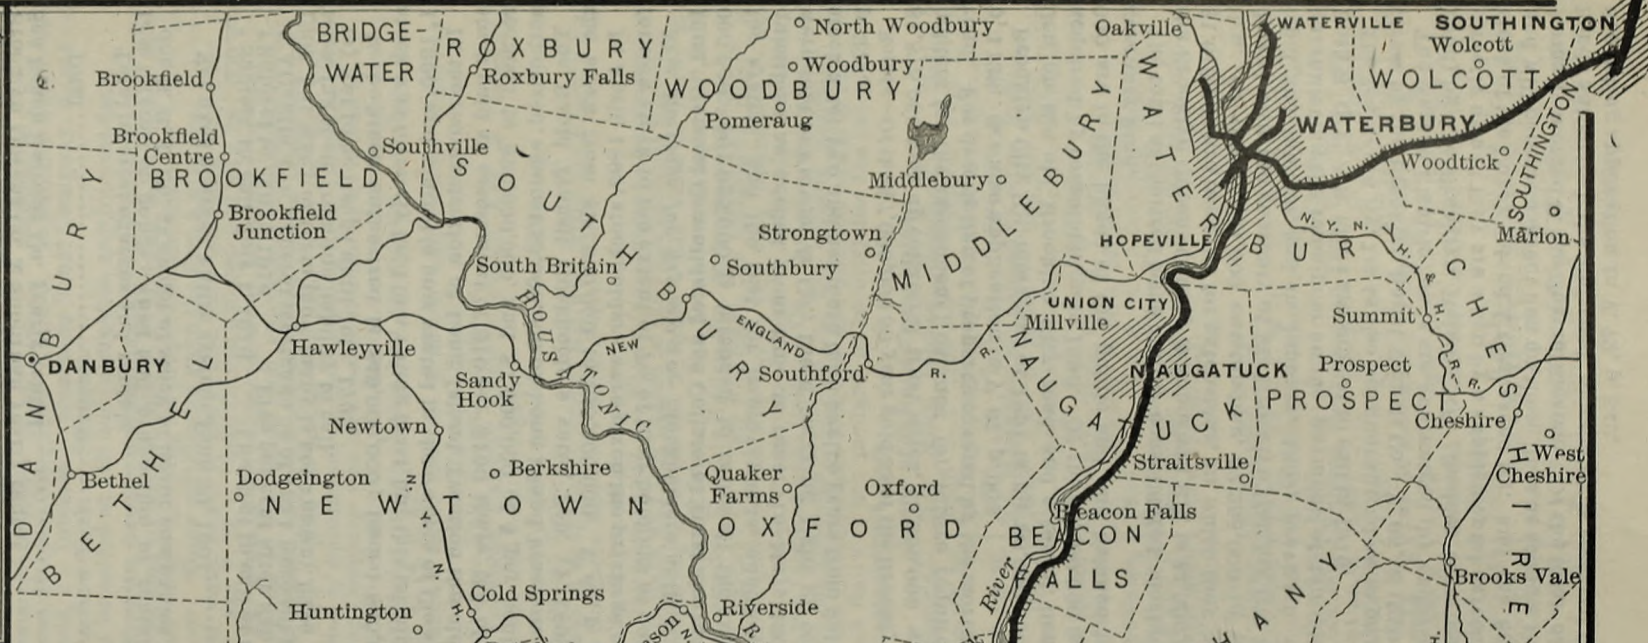 BRIDGE-
WATER
ROXBURY
Roxbury Falls
North Woodbury
Woodbury
WOODBURY
Pomeraug
Oakville
WATERVILLE
SOUTHINGTON
Wolcott
WOLCOTT
WATERBURY
Woodtick
SOUTHINGTON
Marion
Brookfield
Brookfield
Centre
BROOKFIELD
Brookfield
Junction
Southville
SOUTHBURY
Middlebury
MIDDLEBURY
WATERBURY
HOPEVILLE
N. Y. N. H. & H. R. R.
CHESHIRE
Strongtown
Southbury
South Britain
HOUSATONIC
NEW ENGLAND R. R.
UNION CITY
Millville
Summit
Prospect
PROSPECT
Cheshire
West
Cheshire
DANBURY
DANBURY
Hawleyville
Sandy
Hook
Southford
NAUGATUCK
NAUGATUCK
Straitsville
BETHEL
Bethel
Newtown
Dodgeington
Berkshire
NEWTOWN
N. Y. N. H.
Quaker
Farms
Oxford
OXFORD
Beacon Falls
BEACON
FALLS
River
HANY
Brooks Vale
Huntington
Cold Springs
Riverside
son
N.
R